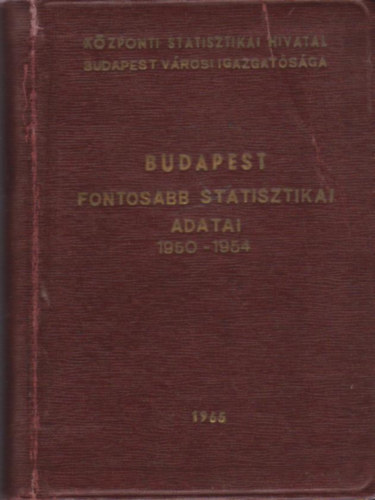 KÖZPONTI STATISZTIKAI HIVATAL
BUDAPEST VÁROSI IGAZGATÓSÁGA
BUDAPEST
FONTOSABB STATISZTIKAI
ADATAI
1950-1954
1955